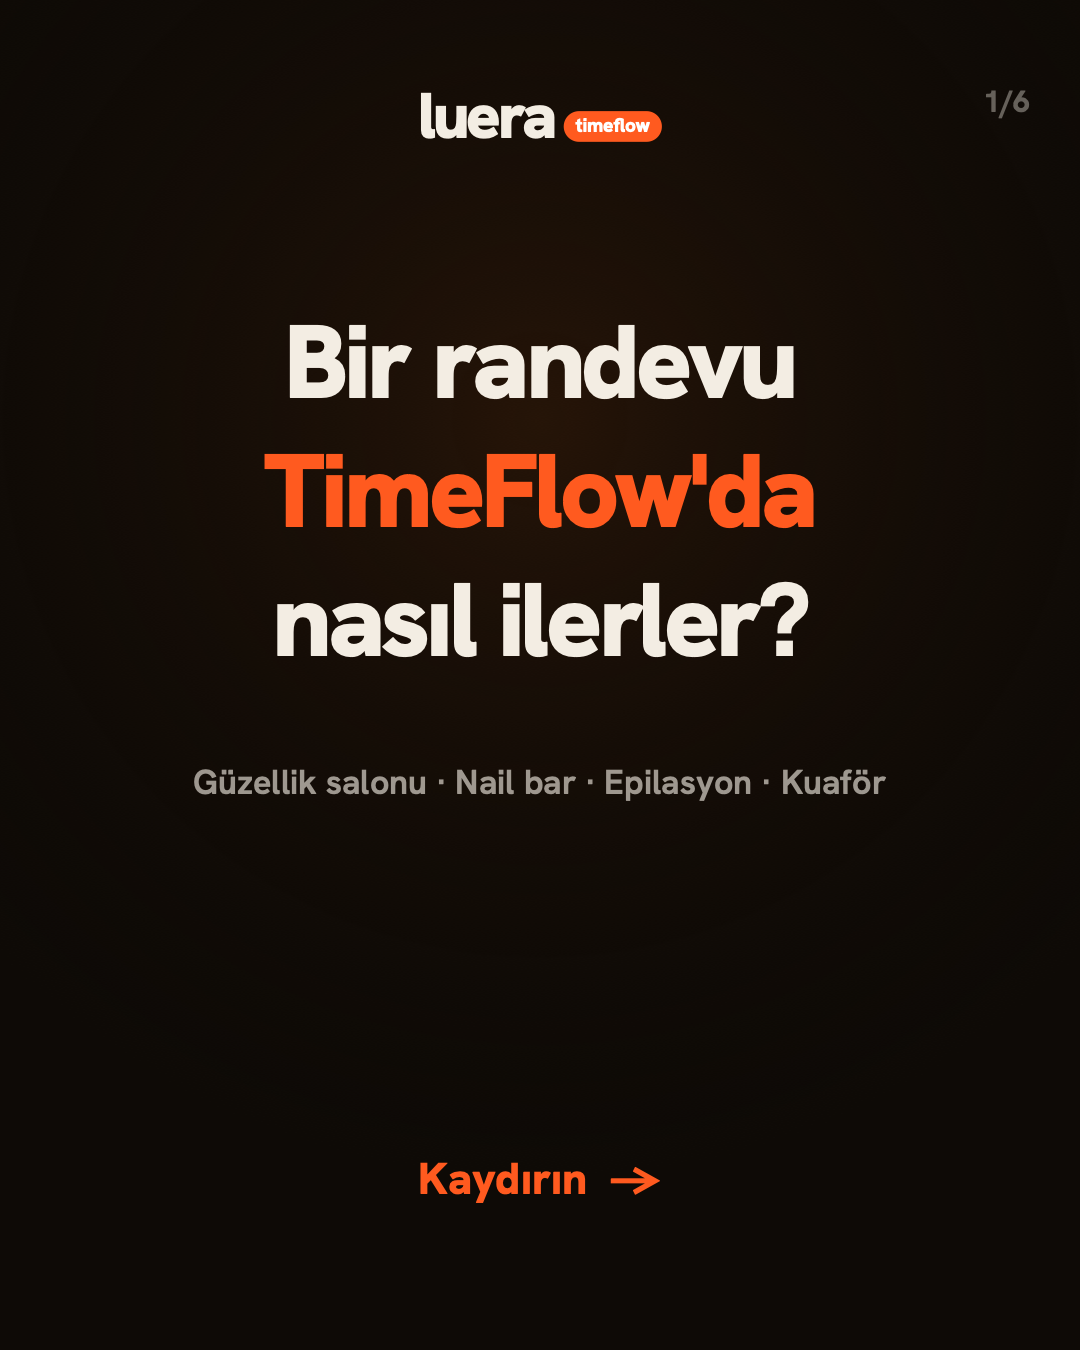 luera timeflow
1/6
Bir randevu
TimeFlow'da
nasıl ilerler?
Güzellik salonu · Nail bar · Epilasyon · Kuaför
Kaydırın →